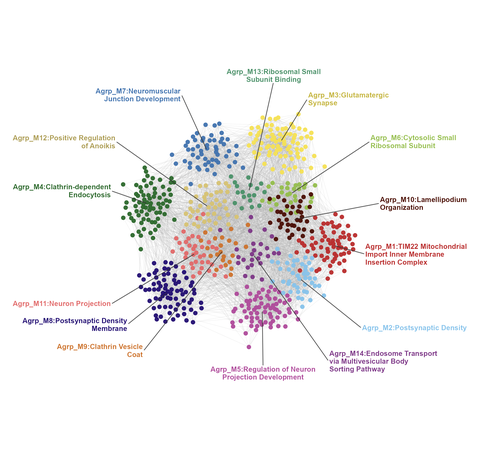 Agrp_M13:Ribosomal Small
Subunit Binding
Agrp_M7:Neuromuscular
Junction Development
Agrp_M3:Glutamatergic
Synapse
Agrp_M12:Positive Regulation
of Anoikis
Agrp_M6:Cytosolic Small
Ribosomal Subunit
Agrp_M4:Clathrin-dependent
Endocytosis
Agrp_M10:Lamellipodium
Organization
Agrp_M1:TIM22 Mitochondrial
Import Inner Membrane
Insertion Complex
Agrp_M11:Neuron Projection
Agrp_M8:Postsynaptic Density
Membrane
Agrp_M2:Postsynaptic Density
Agrp_M9:Clathrin Vesicle
Coat
Agrp_M14:Endosome Transport
via Multivesicular Body
Sorting Pathway
Agrp_M5:Regulation of Neuron
Projection Development